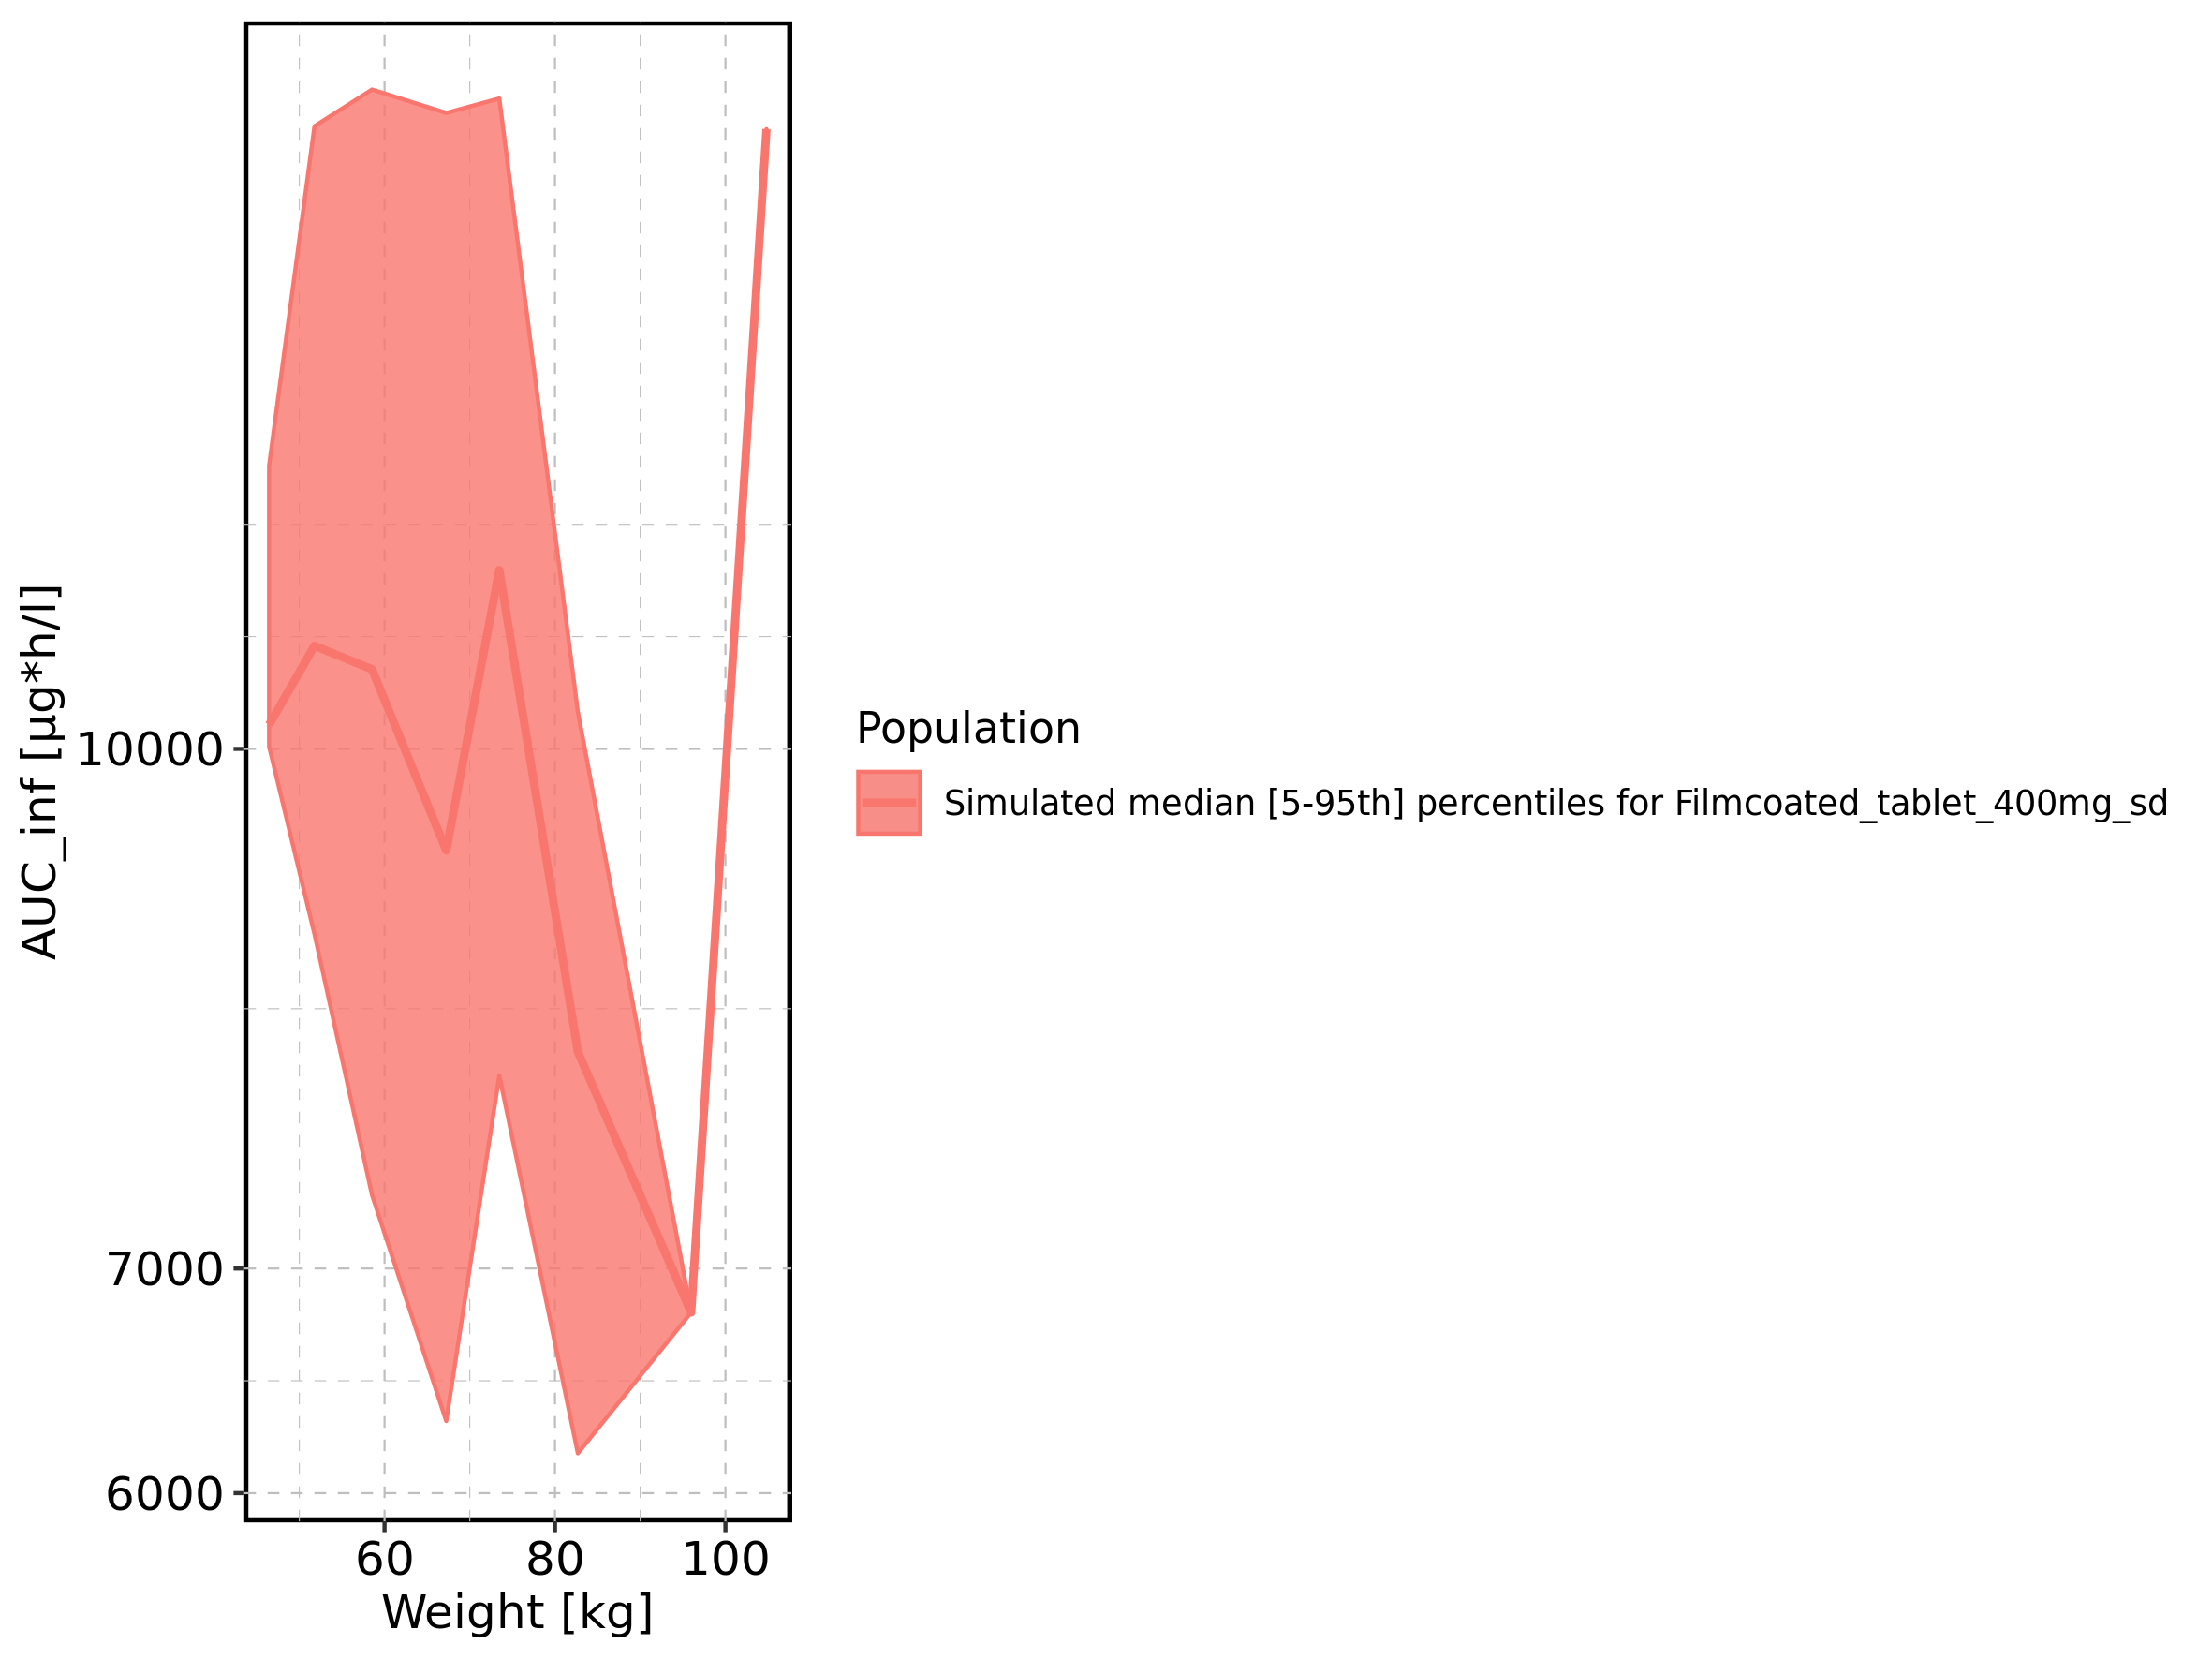 AUC_inf [µg*h/l]
10000
7000
6000
60 80 100
Weight [kg]
Population
Simulated median [5-95th] percentiles for Filmcoated_tablet_400mg_sd